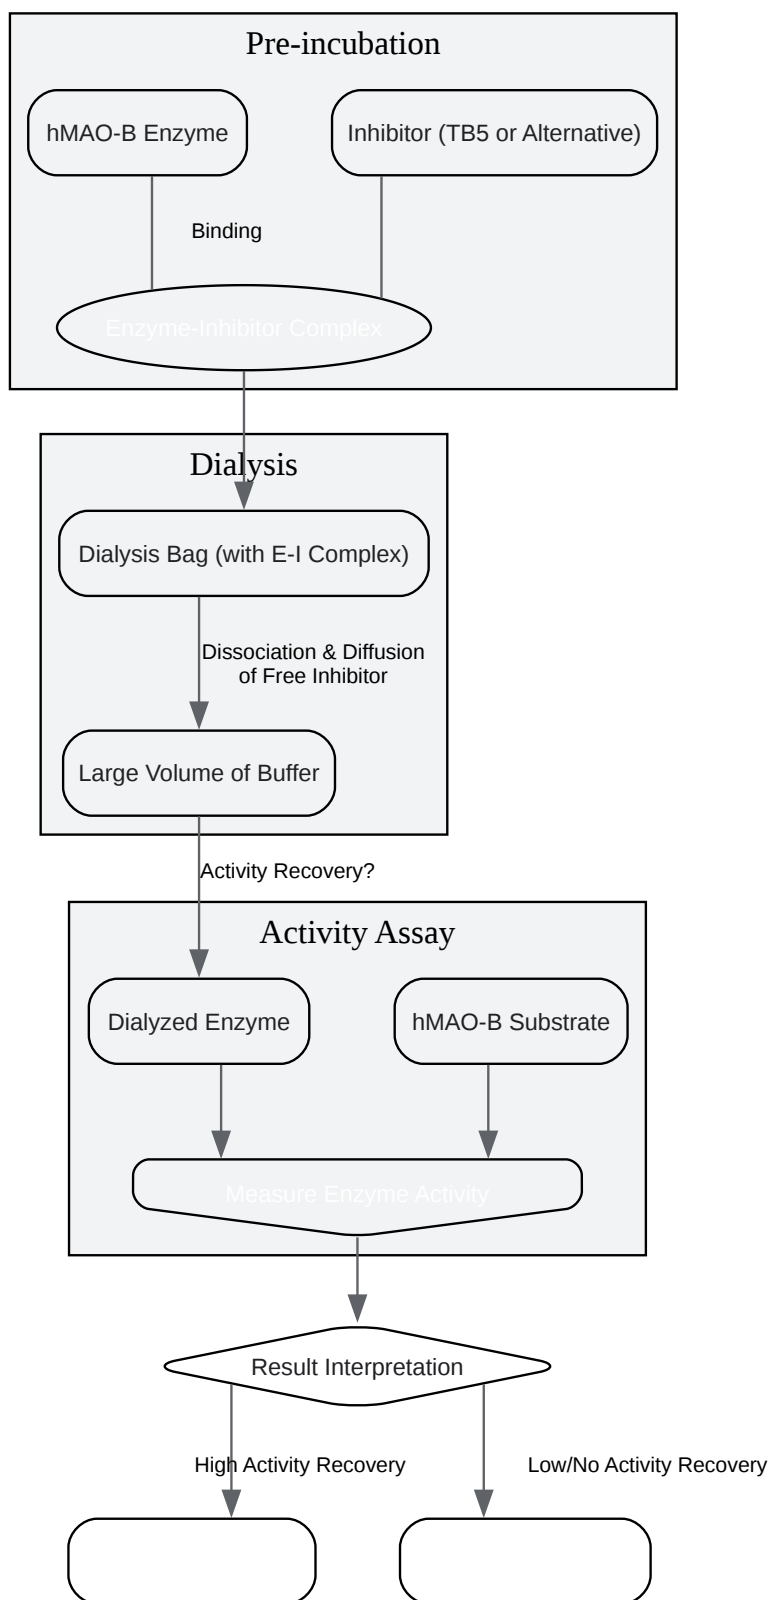 Pre-incubation
hMAO-B Enzyme
Inhibitor (TB5 or Alternative)
Binding
Enzyme-Inhibitor Complex
Dialysis
Dialysis Bag (with E-I Complex)
Dissociation & Diffusion
of Free Inhibitor
Large Volume of Buffer
Activity Recovery?
Activity Assay
Dialyzed Enzyme
hMAO-B Substrate
Measure Enzyme Activity
Result Interpretation
High Activity Recovery
Low/No Activity Recovery